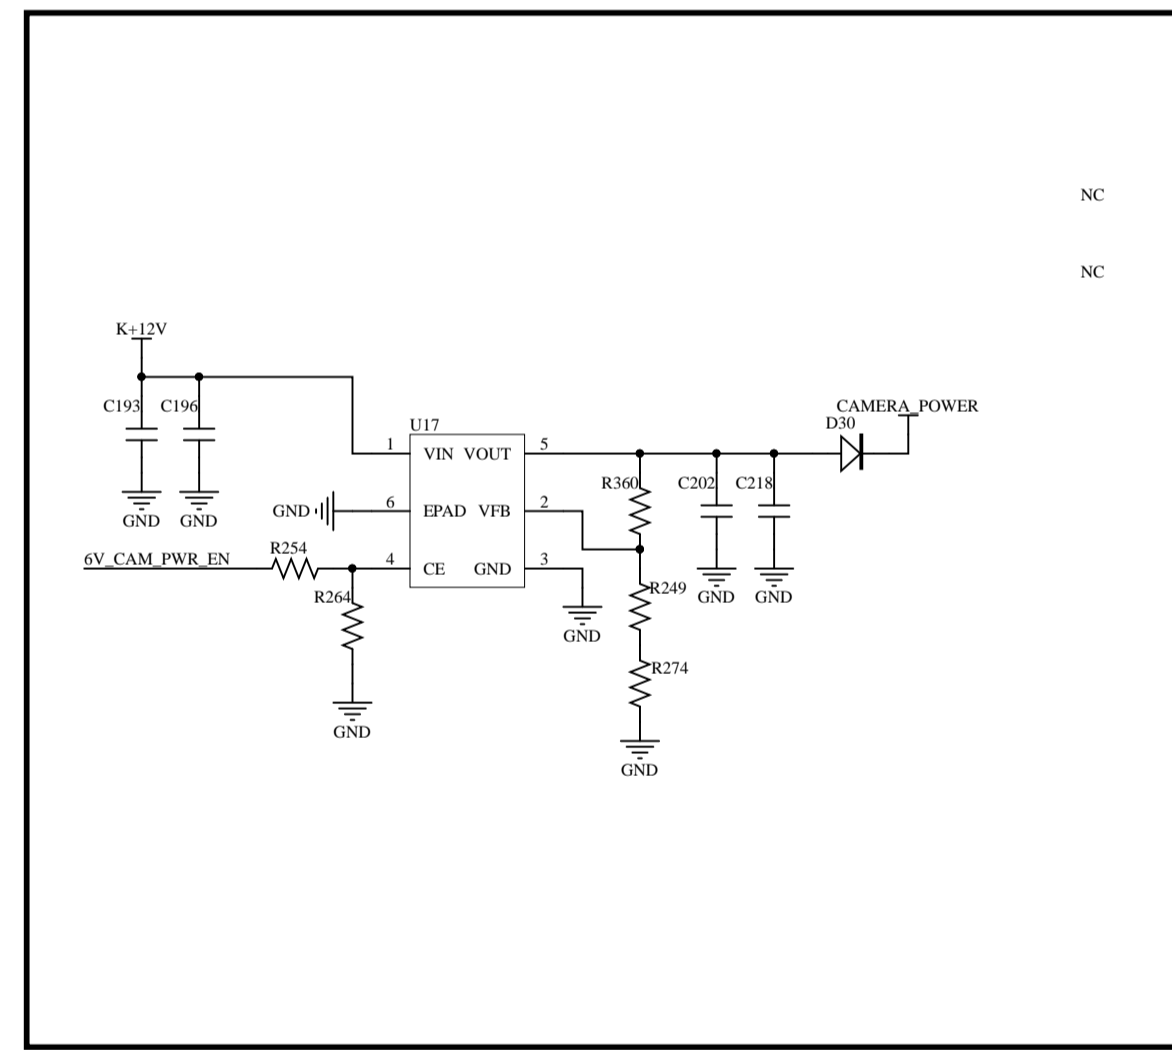 NC
NC
K+12V
C193 C196
CAMERA_POWER
D30
U17
1 VIN VOUT 5
GND GND
R360 C202 C218
GND 6 EPAD VFB 2
6V_CAM_PWR_EN R254 4 CE GND 3
R264
R249 GND GND
GND
R274
GND
GND